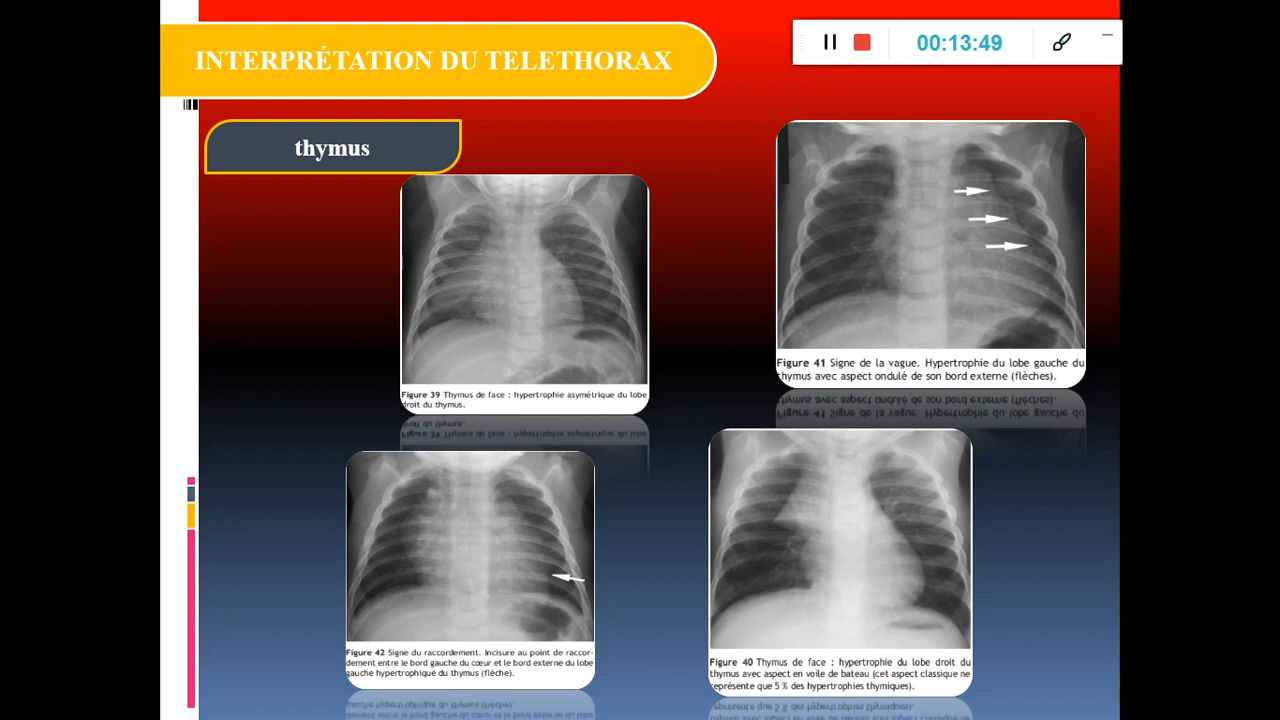 INTERPRÉTATION DU TELETHORAX
00:13:49
thymus
Figure 39 Thymus de face : hypertrophie asymétrique du lobe
droit du thymus.
Figure 41 Signe de la vague. Hypertrophie du lobe gauche du
thymus avec aspect ondulé de son bord externe (flèches).
Figure 42 Signe du raccordement. Incisure au point de raccor-
dement entre le bord gauche du cœur et le bord externe du lobe
gauche hypertrophique du thymus (flèche).
Figure 40 Thymus de face : hypertrophie du lobe droit du
thymus avec aspect en voile de bateau (cet aspect classique ne
représente que 5 % des hypertrophies thymiques).